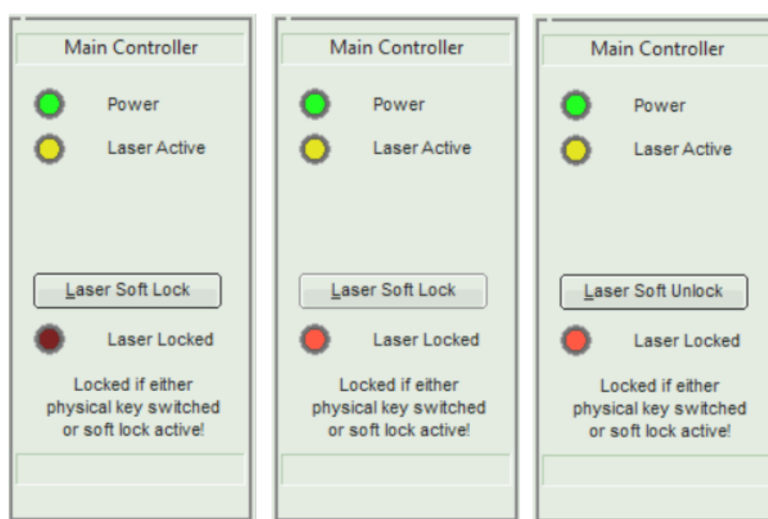 Main Controller
Power
Laser Active
Laser Soft Lock
Laser Locked
Locked if either
physical key switched
or soft lock active!
Main Controller
Power
Laser Active
Laser Soft Lock
Laser Locked
Locked if either
physical key switched
or soft lock active!
Main Controller
Power
Laser Active
Laser Soft Unlock
Laser Locked
Locked if either
physical key switched
or soft lock active!